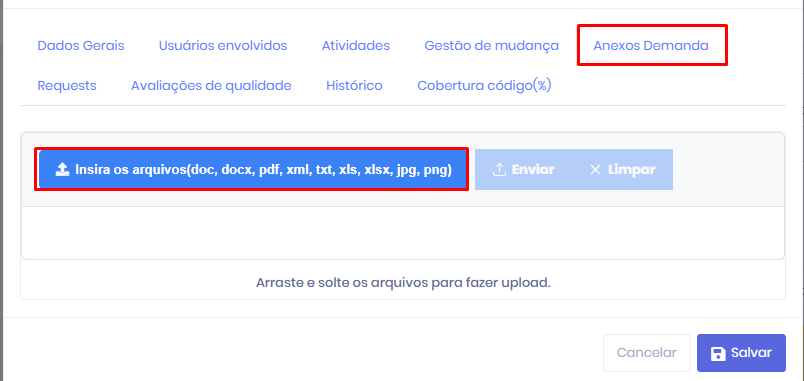 Dados Gerais Usuários envolvidos Atividades Gestão de mudança Anexos Demanda
Requests Avaliações de qualidade Histórico Cobertura código(%)
Insira os arquivos(doc, docx, pdf, xml, txt, xls, xlsx, jpg, png) Enviar Limpar
Arraste e solte os arquivos para fazer upload.
Cancelar Salvar